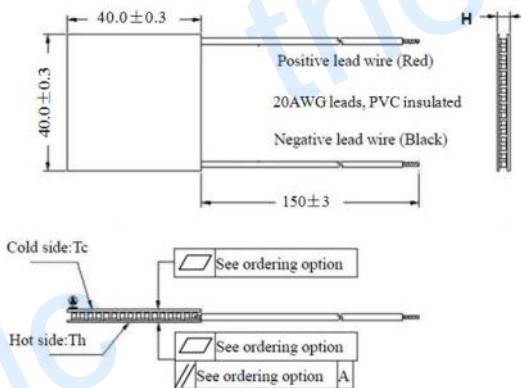 40.0±0.3
H
40.0±0.3
Positive lead wire (Red)
20AWG leads, PVC insulated
Negative lead wire (Black)
150±3
Cold side:Tc
See ordering option
Hot side:Th
See ordering option
See ordering option A